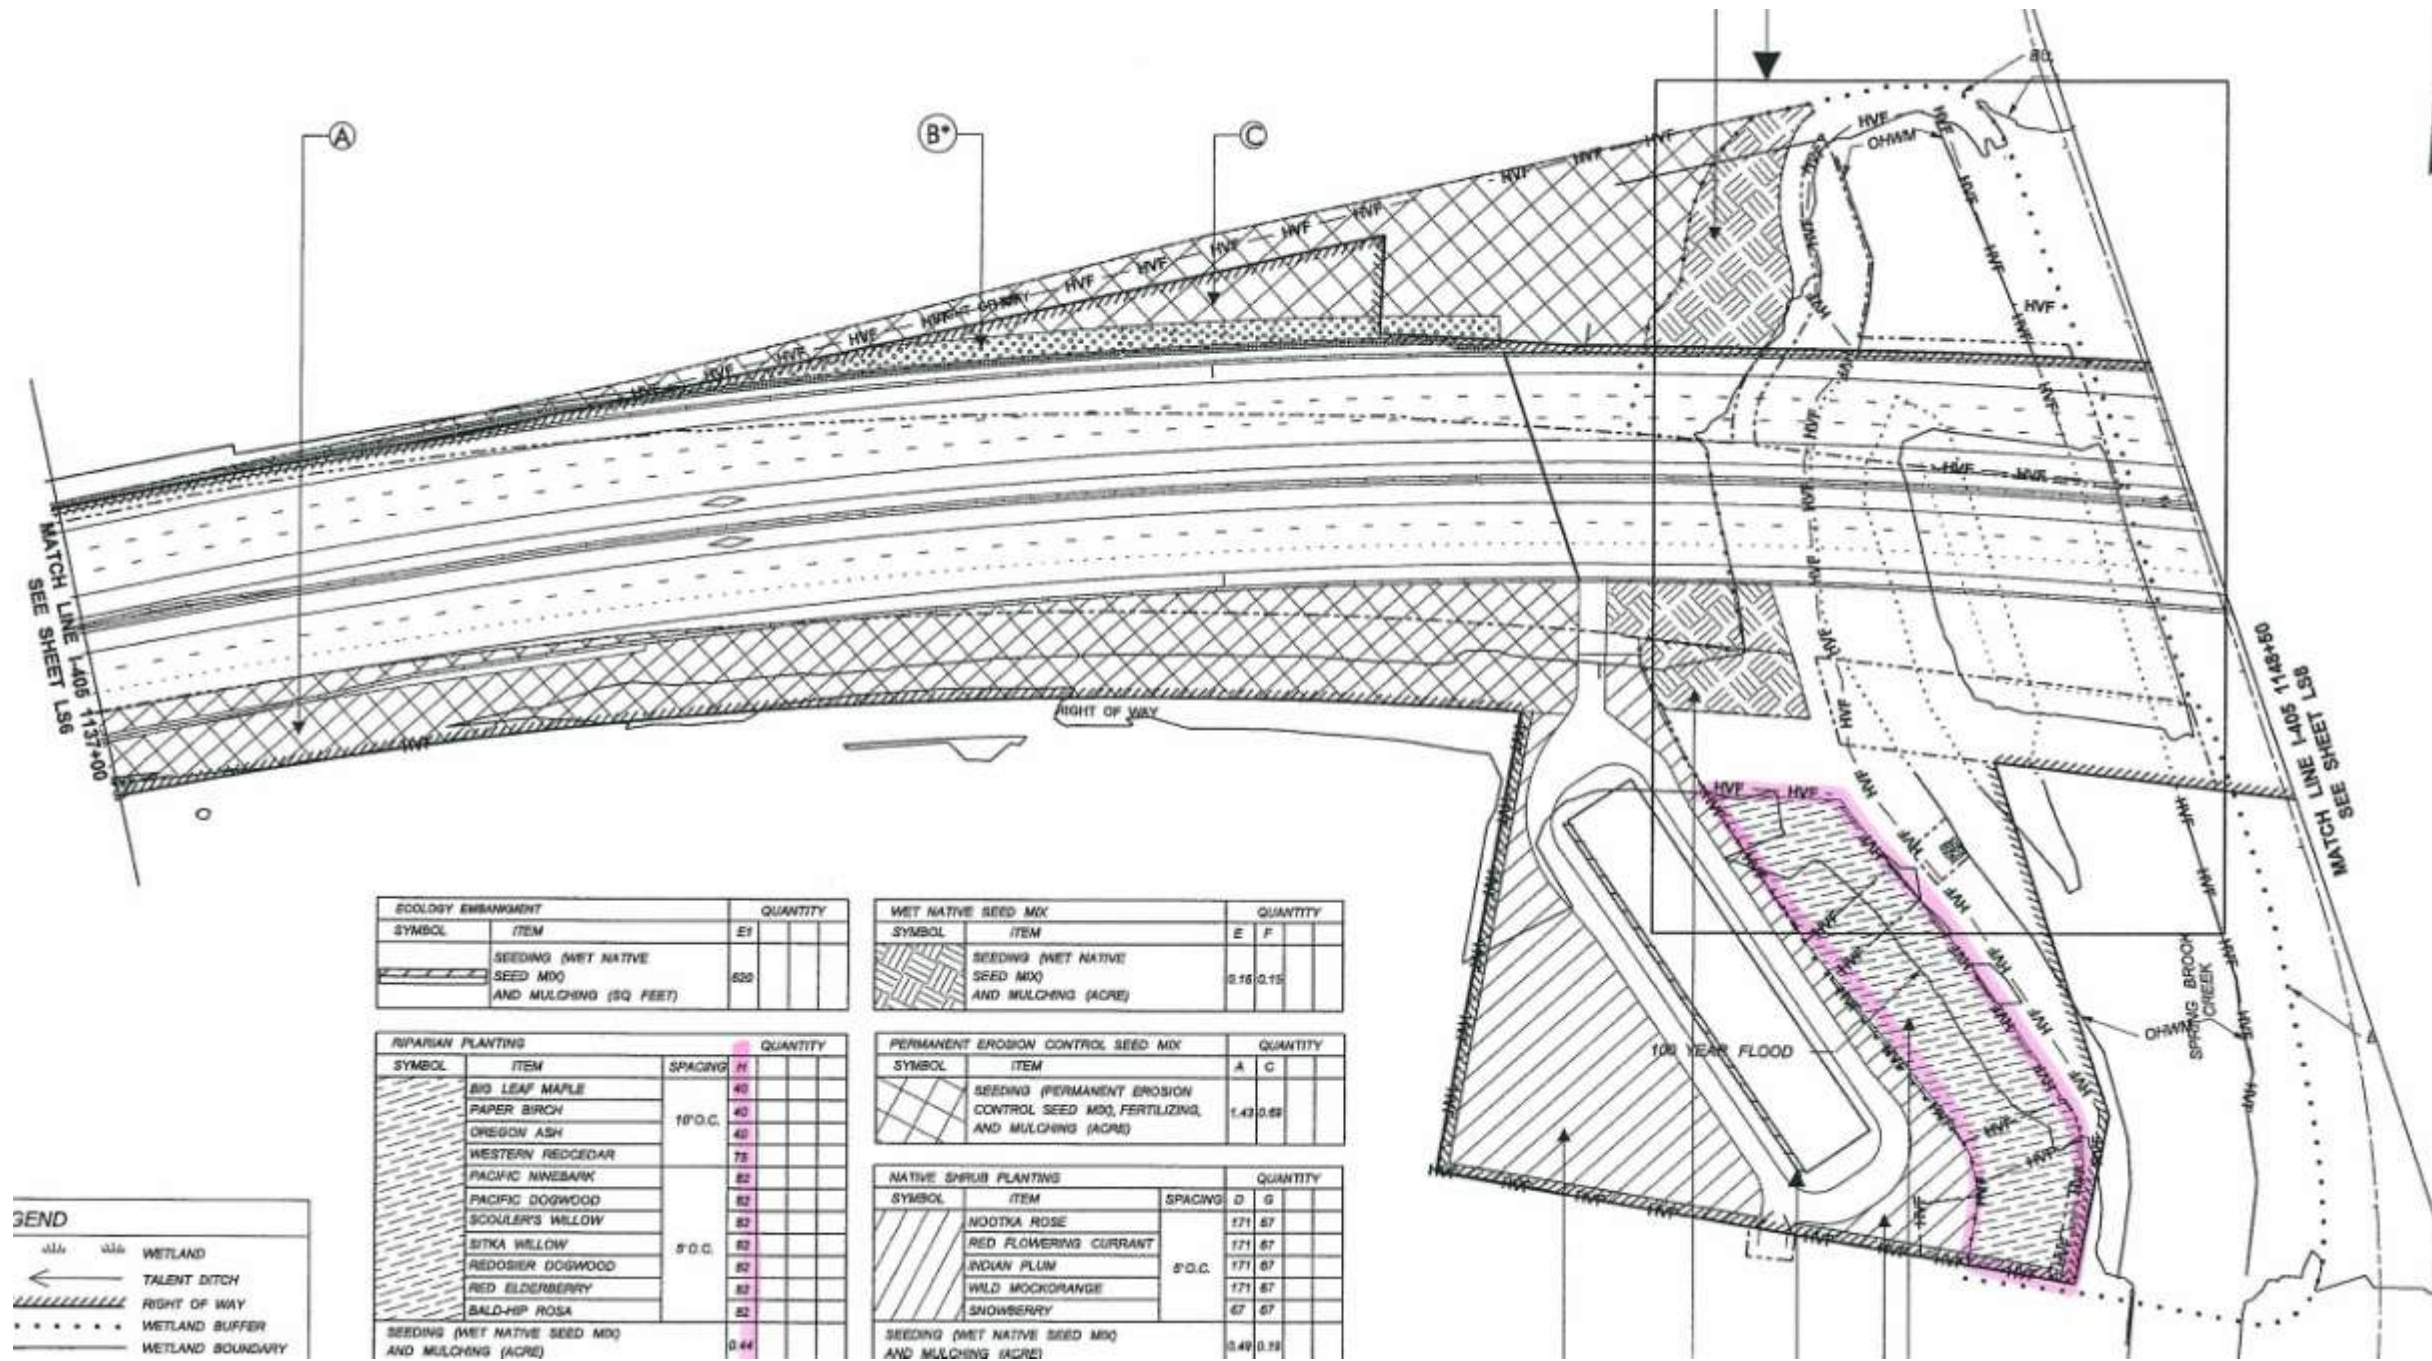 A
B*
C
BU
HVF
OHWM
RIGHT OF WAY
MATCH LINE I-405 1137+00
SEE SHEET LS6
MATCH LINE I-405 1148+50
SEE SHEET LS8
100 YEAR FLOOD
OHWM
SPRING BROOK
CREEK
ECOLOGY EMBANKMENT QUANTITY
SYMBOL ITEM E1
SEEDING (WET NATIVE
SEED MIX)
AND MULCHING (SQ FEET)
620
WET NATIVE SEED MIX QUANTITY
SYMBOL ITEM E F
SEEDING (WET NATIVE
SEED MIX)
AND MULCHING (ACRE)
0.15
RIPARIAN PLANTING QUANTITY
SYMBOL ITEM SPACING H
BIG LEAF MAPLE 40
PAPER BIRCH 40
10'O.C.
OREGON ASH 40
WESTERN REDCEDAR 75
PACIFIC NINEBARK 82
PACIFIC DOGWOOD 82
SCOULER'S WILLOW 82
SITKA WILLOW 82
5'O.C.
REDOSIER DOGWOOD 82
RED ELDERBERRY 82
BALD-HIP ROSA 82
SEEDING (WET NATIVE SEED MIX)
AND MULCHING (ACRE) 0.44
PERMANENT EROSION CONTROL SEED MIX QUANTITY
SYMBOL ITEM A C
SEEDING (PERMANENT EROSION
CONTROL SEED MIX), FERTILIZING,
AND MULCHING (ACRE)
1.43
NATIVE SHRUB PLANTING QUANTITY
SYMBOL ITEM SPACING D G
NOOTKA ROSE 171 67
RED FLOWERING CURRANT 171 67
INDIAN PLUM 171 67
WILD MOCKORANGE 171 67
SNOWBERRY 67 67
SEEDING (WET NATIVE SEED MIX)
AND MULCHING (ACRE) 0.49 0.19
GEND
WETLAND
TALENT DITCH
RIGHT OF WAY
WETLAND BUFFER
WETLAND BOUNDARY